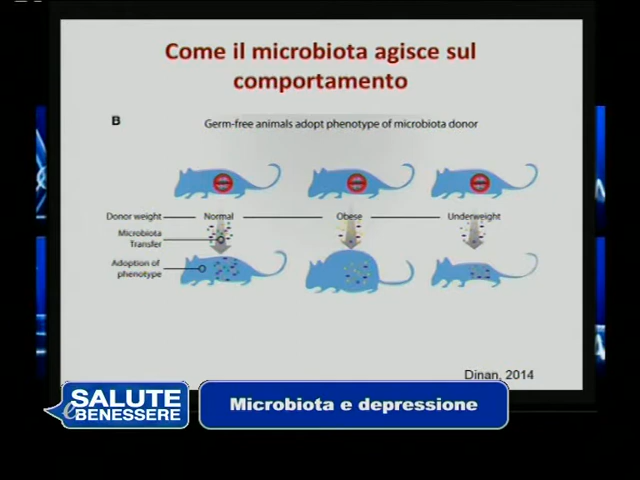 Come il microbiota agisce sul
comportamento
B
Germ-free animals adopt phenotype of microbiota donor
Donor weight
Normal
Obese
Underweight
Microbiota
Transfer
Adoption of
phenotype
Dinan, 2014
SALUTE
e BENESSERE
Microbiota e depressione